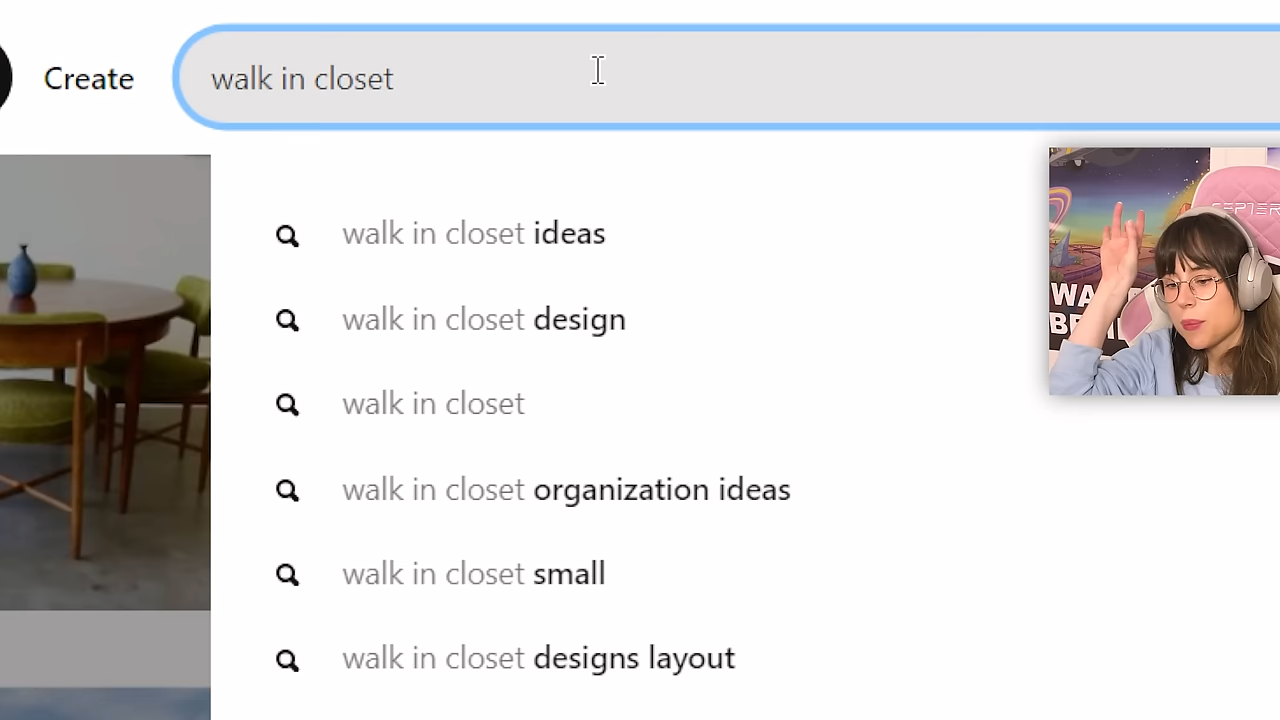 Create
walk in closet
walk in closet ideas
walk in closet design
walk in closet
walk in closet organization ideas
walk in closet small
walk in closet designs layout